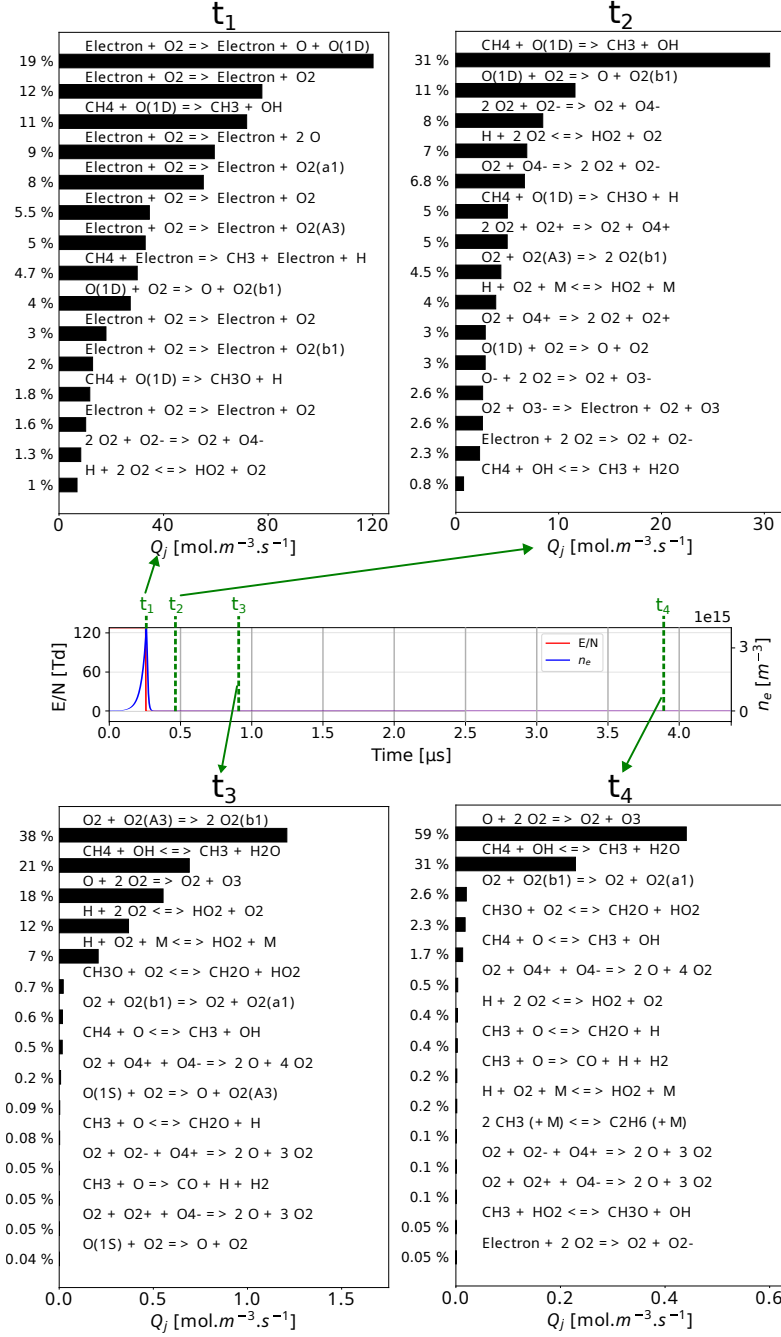 t1
Electron + O2 => Electron + O + O(1D)
19 %
Electron + O2 => Electron + O2
12 %
CH4 + O(1D) => CH3 + OH
11 %
Electron + O2 => Electron + 2 O
9 %
Electron + O2 => Electron + O2(a1)
8 %
Electron + O2 => Electron + O2
5.5 %
Electron + O2 => Electron + O2(A3)
5 %
CH4 + Electron => CH3 + Electron + H
4.7 %
O(1D) + O2 => O + O2(b1)
4 %
Electron + O2 => Electron + O2
3 %
Electron + O2 => Electron + O2(b1)
2 %
CH4 + O(1D) => CH3O + H
1.8 %
Electron + O2 => Electron + O2
1.6 %
2 O2 + O2- => O2 + O4-
1.3 %
H + 2 O2 <=> HO2 + O2
1 %
0 40 80 120
Qj [mol.m−3.s−1]
t2
CH4 + O(1D) => CH3 + OH
31 %
O(1D) + O2 => O + O2(b1)
11 %
2 O2 + O2- => O2 + O4-
8 %
H + 2 O2 <=> HO2 + O2
7 %
O2 + O4- => 2 O2 + O2-
6.8 %
CH4 + O(1D) => CH3O + H
5 %
2 O2 + O2+ => O2 + O4+
5 %
O2 + O2(A3) => 2 O2(b1)
4.5 %
H + O2 + M <=> HO2 + M
4 %
O2 + O4+ => 2 O2 + O2+
3 %
O(1D) + O2 => O + O2
3 %
O- + 2 O2 => O2 + O3-
2.6 %
O2 + O3- => Electron + O2 + O3
2.6 %
Electron + 2 O2 => O2 + O2-
2.3 %
CH4 + OH <=> CH3 + H2O
0.8 %
0 10 20 30
Qj [mol.m−3.s−1]
t1 t2 t3 t4
1e15
120
60
0
E/N [Td]
E/N
ne
3
0
ne [m−3]
0.0 0.5 1.0 1.5 2.0 2.5 3.0 3.5 4.0
Time [μs]
t3
O2 + O2(A3) => 2 O2(b1)
38 %
CH4 + OH <=> CH3 + H2O
21 %
O + 2 O2 => O2 + O3
18 %
H + 2 O2 <=> HO2 + O2
12 %
H + O2 + M <=> HO2 + M
7 %
CH3O + O2 <=> CH2O + HO2
0.7 %
O2 + O2(b1) => O2 + O2(a1)
0.6 %
CH4 + O <=> CH3 + OH
0.5 %
O2 + O4+ + O4- => 2 O + 4 O2
0.2 %
O(1S) + O2 => O + O2(A3)
0.09 %
CH3 + O <=> CH2O + H
0.08 %
O2 + O2- + O4+ => 2 O + 3 O2
0.05 %
CH3 + O => CO + H + H2
0.05 %
O2 + O2+ + O4- => 2 O + 3 O2
0.05 %
O(1S) + O2 => O + O2
0.04 %
0.0 0.5 1.0 1.5
Qj [mol.m−3.s−1]
t4
O + 2 O2 => O2 + O3
59 %
CH4 + OH <=> CH3 + H2O
31 %
O2 + O2(b1) => O2 + O2(a1)
2.6 %
CH3O + O2 <=> CH2O + HO2
2.3 %
CH4 + O <=> CH3 + OH
1.7 %
O2 + O4+ + O4- => 2 O + 4 O2
0.5 %
H + 2 O2 <=> HO2 + O2
0.4 %
CH3 + O <=> CH2O + H
0.4 %
CH3 + O => CO + H + H2
0.2 %
H + O2 + M <=> HO2 + M
0.2 %
2 CH3 (+ M) <=> C2H6 (+ M)
0.1 %
O2 + O2- + O4+ => 2 O + 3 O2
0.1 %
O2 + O2+ + O4- => 2 O + 3 O2
0.1 %
CH3 + HO2 <=> CH3O + OH
0.05 %
Electron + 2 O2 => O2 + O2-
0.05 %
0.0 0.2 0.4 0.6
Qj [mol.m−3.s−1]